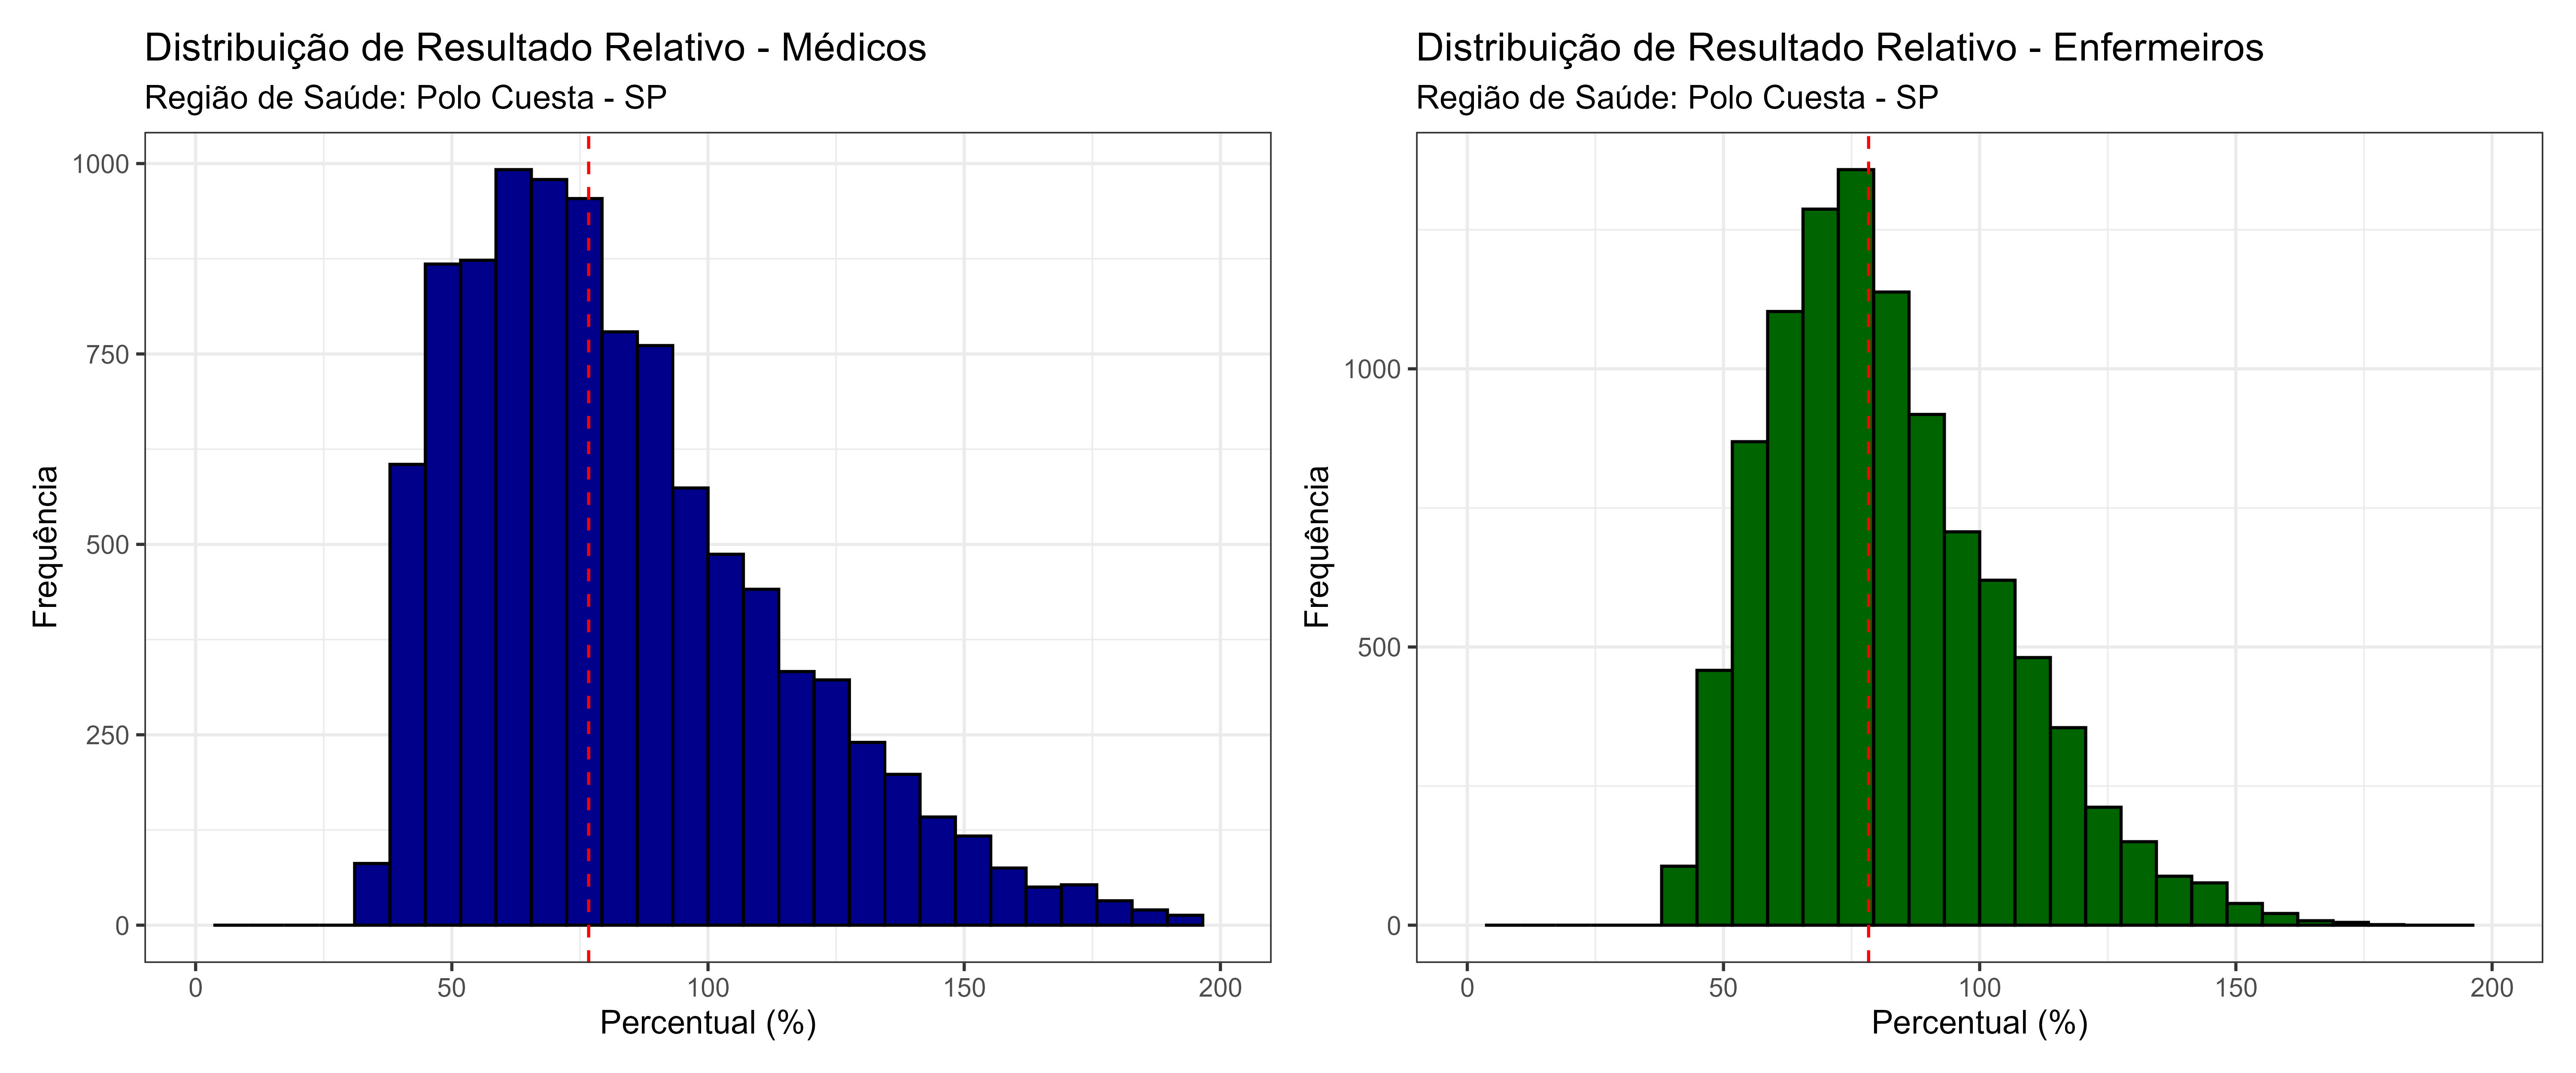 Distribuição de Resultado Relativo - Médicos
Região de Saúde: Polo Cuesta - SP
1000
750
500
250
0
Frequência
0 50 100 150 200
Percentual (%)
Distribuição de Resultado Relativo - Enfermeiros
Região de Saúde: Polo Cuesta - SP
1000
500
0
Frequência
0 50 100 150 200
Percentual (%)